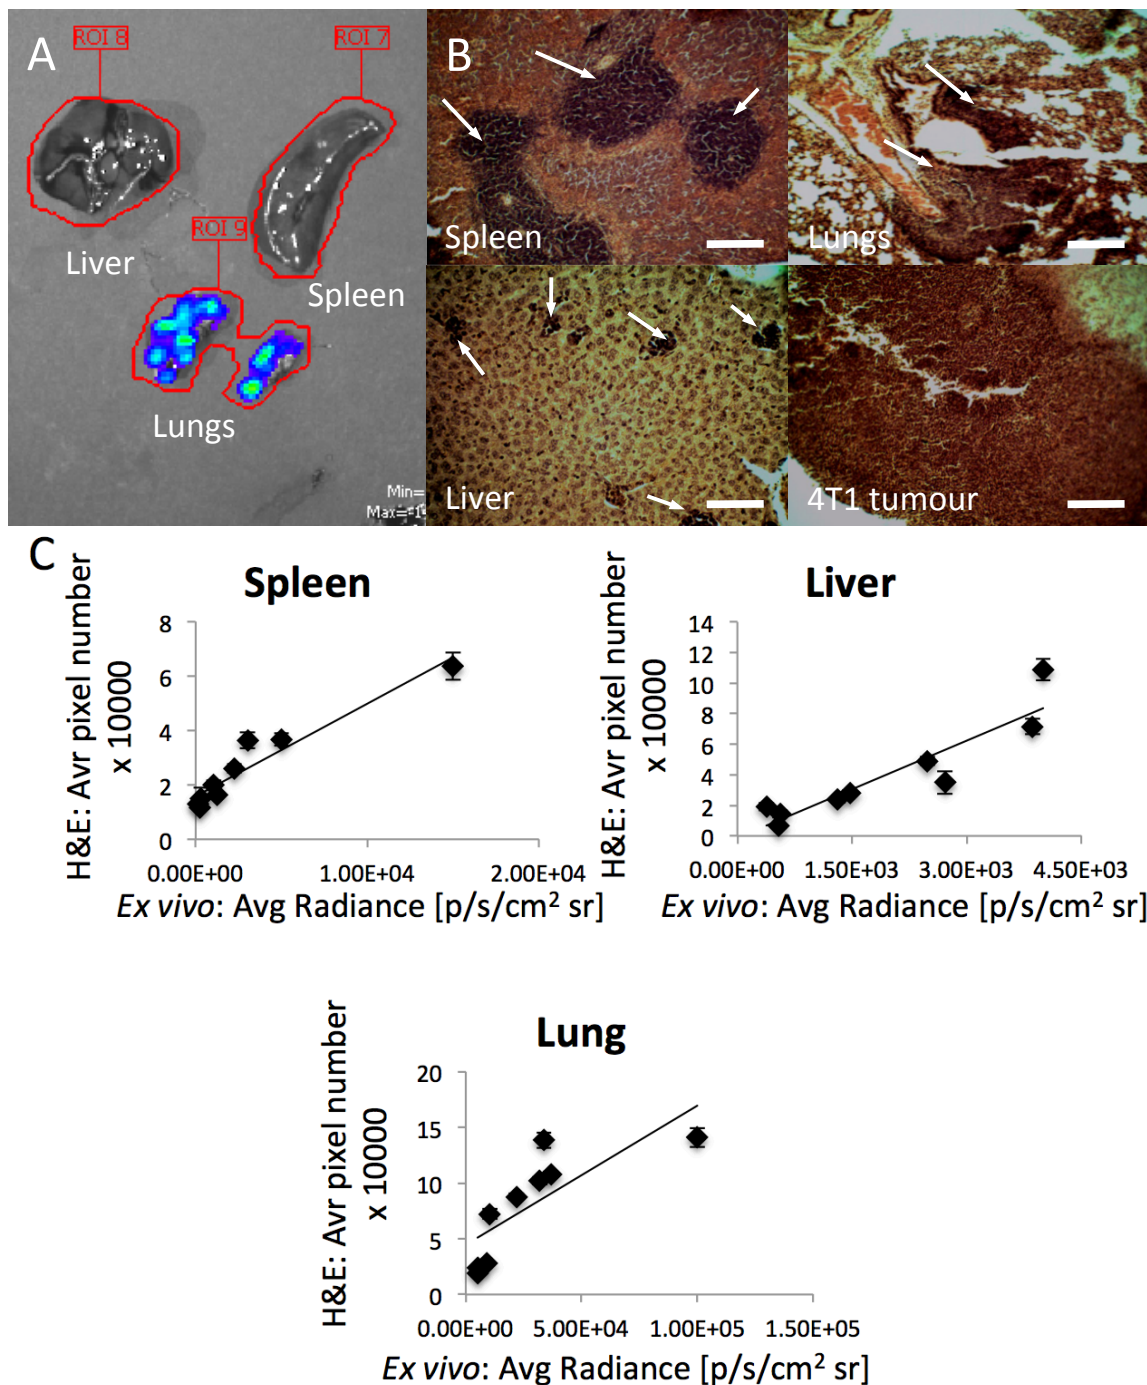 A
ROI 8
ROI 7
Liver
ROI 9
Spleen
Lungs
Min=
Max=-1
B
Spleen
Lungs
Liver
4T1 tumour
C
Spleen
H&E: Avr pixel number
x 10000
8
6
4
2
0
0.00E+00 1.00E+04 2.00E+04
Ex vivo: Avg Radiance [p/s/cm² sr]
Liver
H&E: Avr pixel number
x 10000
14
12
10
8
6
4
2
0
0.00E+00 1.50E+03 3.00E+03 4.50E+03
Ex vivo: Avg Radiance [p/s/cm² sr]
Lung
H&E: Avr pixel number
x 10000
20
15
10
5
0
0.00E+00 5.00E+04 1.00E+05 1.50E+05
Ex vivo: Avg Radiance [p/s/cm² sr]